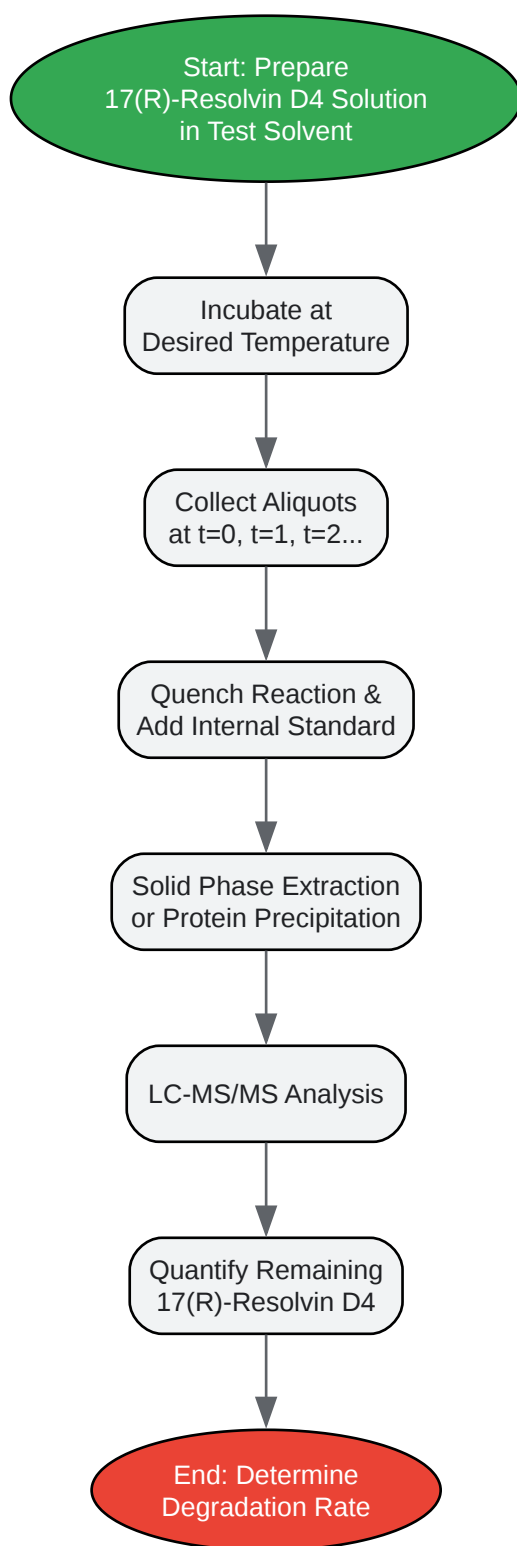 Start: Prepare
17(R)-Resolvin D4 Solution
in Test Solvent
Incubate at
Desired Temperature
Collect Aliquots
at t=0, t=1, t=2...
Quench Reaction &
Add Internal Standard
Solid Phase Extraction
or Protein Precipitation
LC-MS/MS Analysis
Quantify Remaining
17(R)-Resolvin D4
End: Determine
Degradation Rate